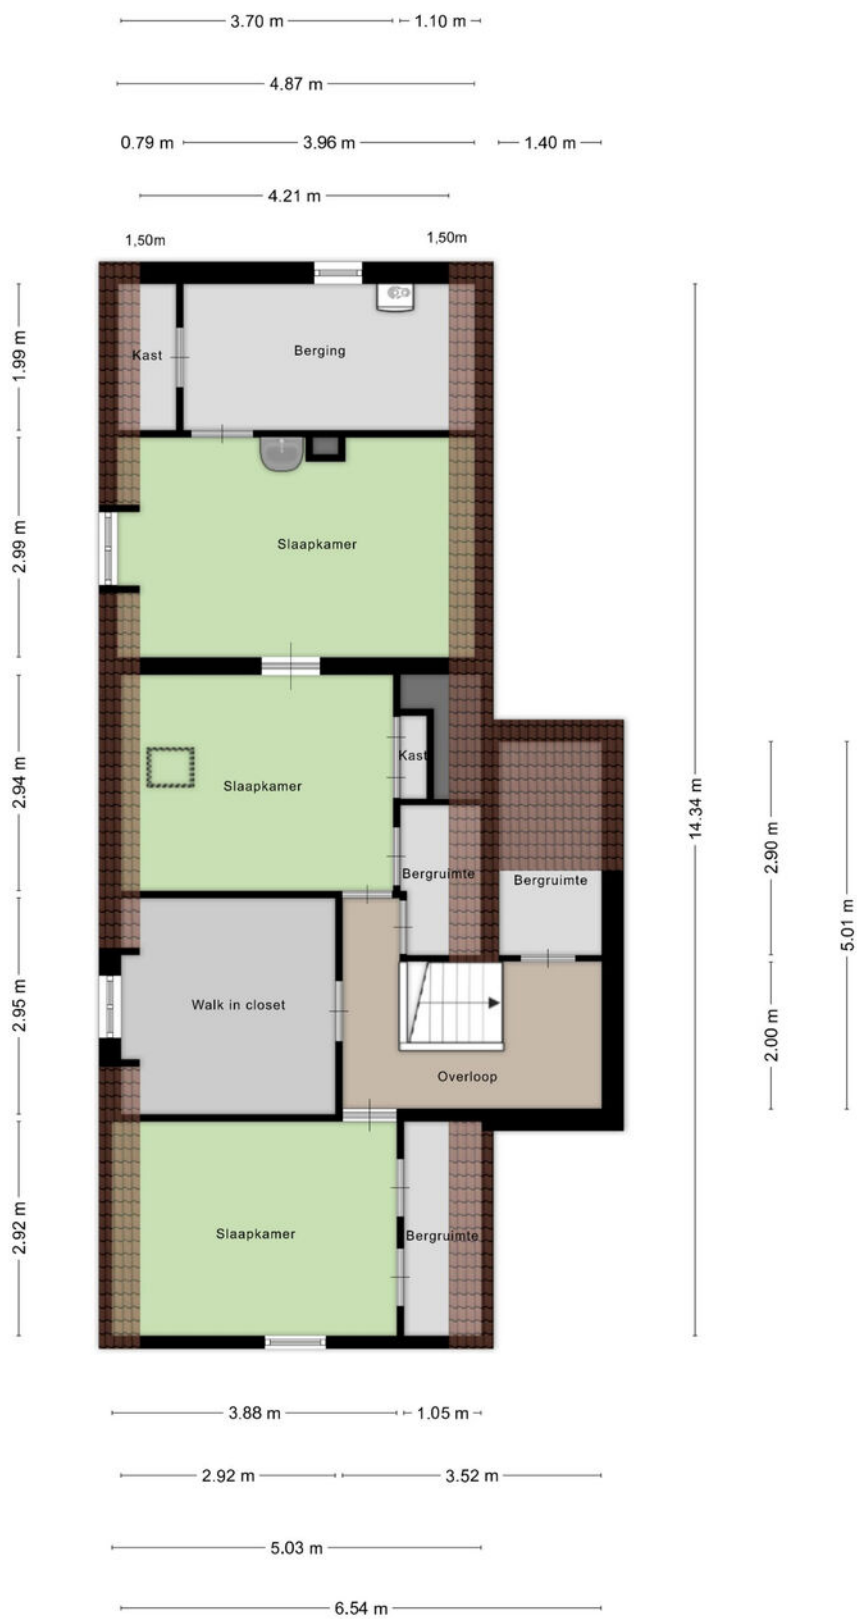 3.70 m 1.10 m
4.87 m
0.79 m 3.96 m 1.40 m
4.21 m
1,50m 1,50m
1.99 m
Kast
Berging
2.99 m
Slaapkamer
2.94 m
Slaapkamer
Kast
Bergruimte
Bergruimte
14.34 m
2.90 m
5.01 m
2.95 m
Walk in closet
2.00 m
Overloop
2.92 m
Slaapkamer
Bergruimte
3.88 m 1.05 m
2.92 m 3.52 m
5.03 m
6.54 m